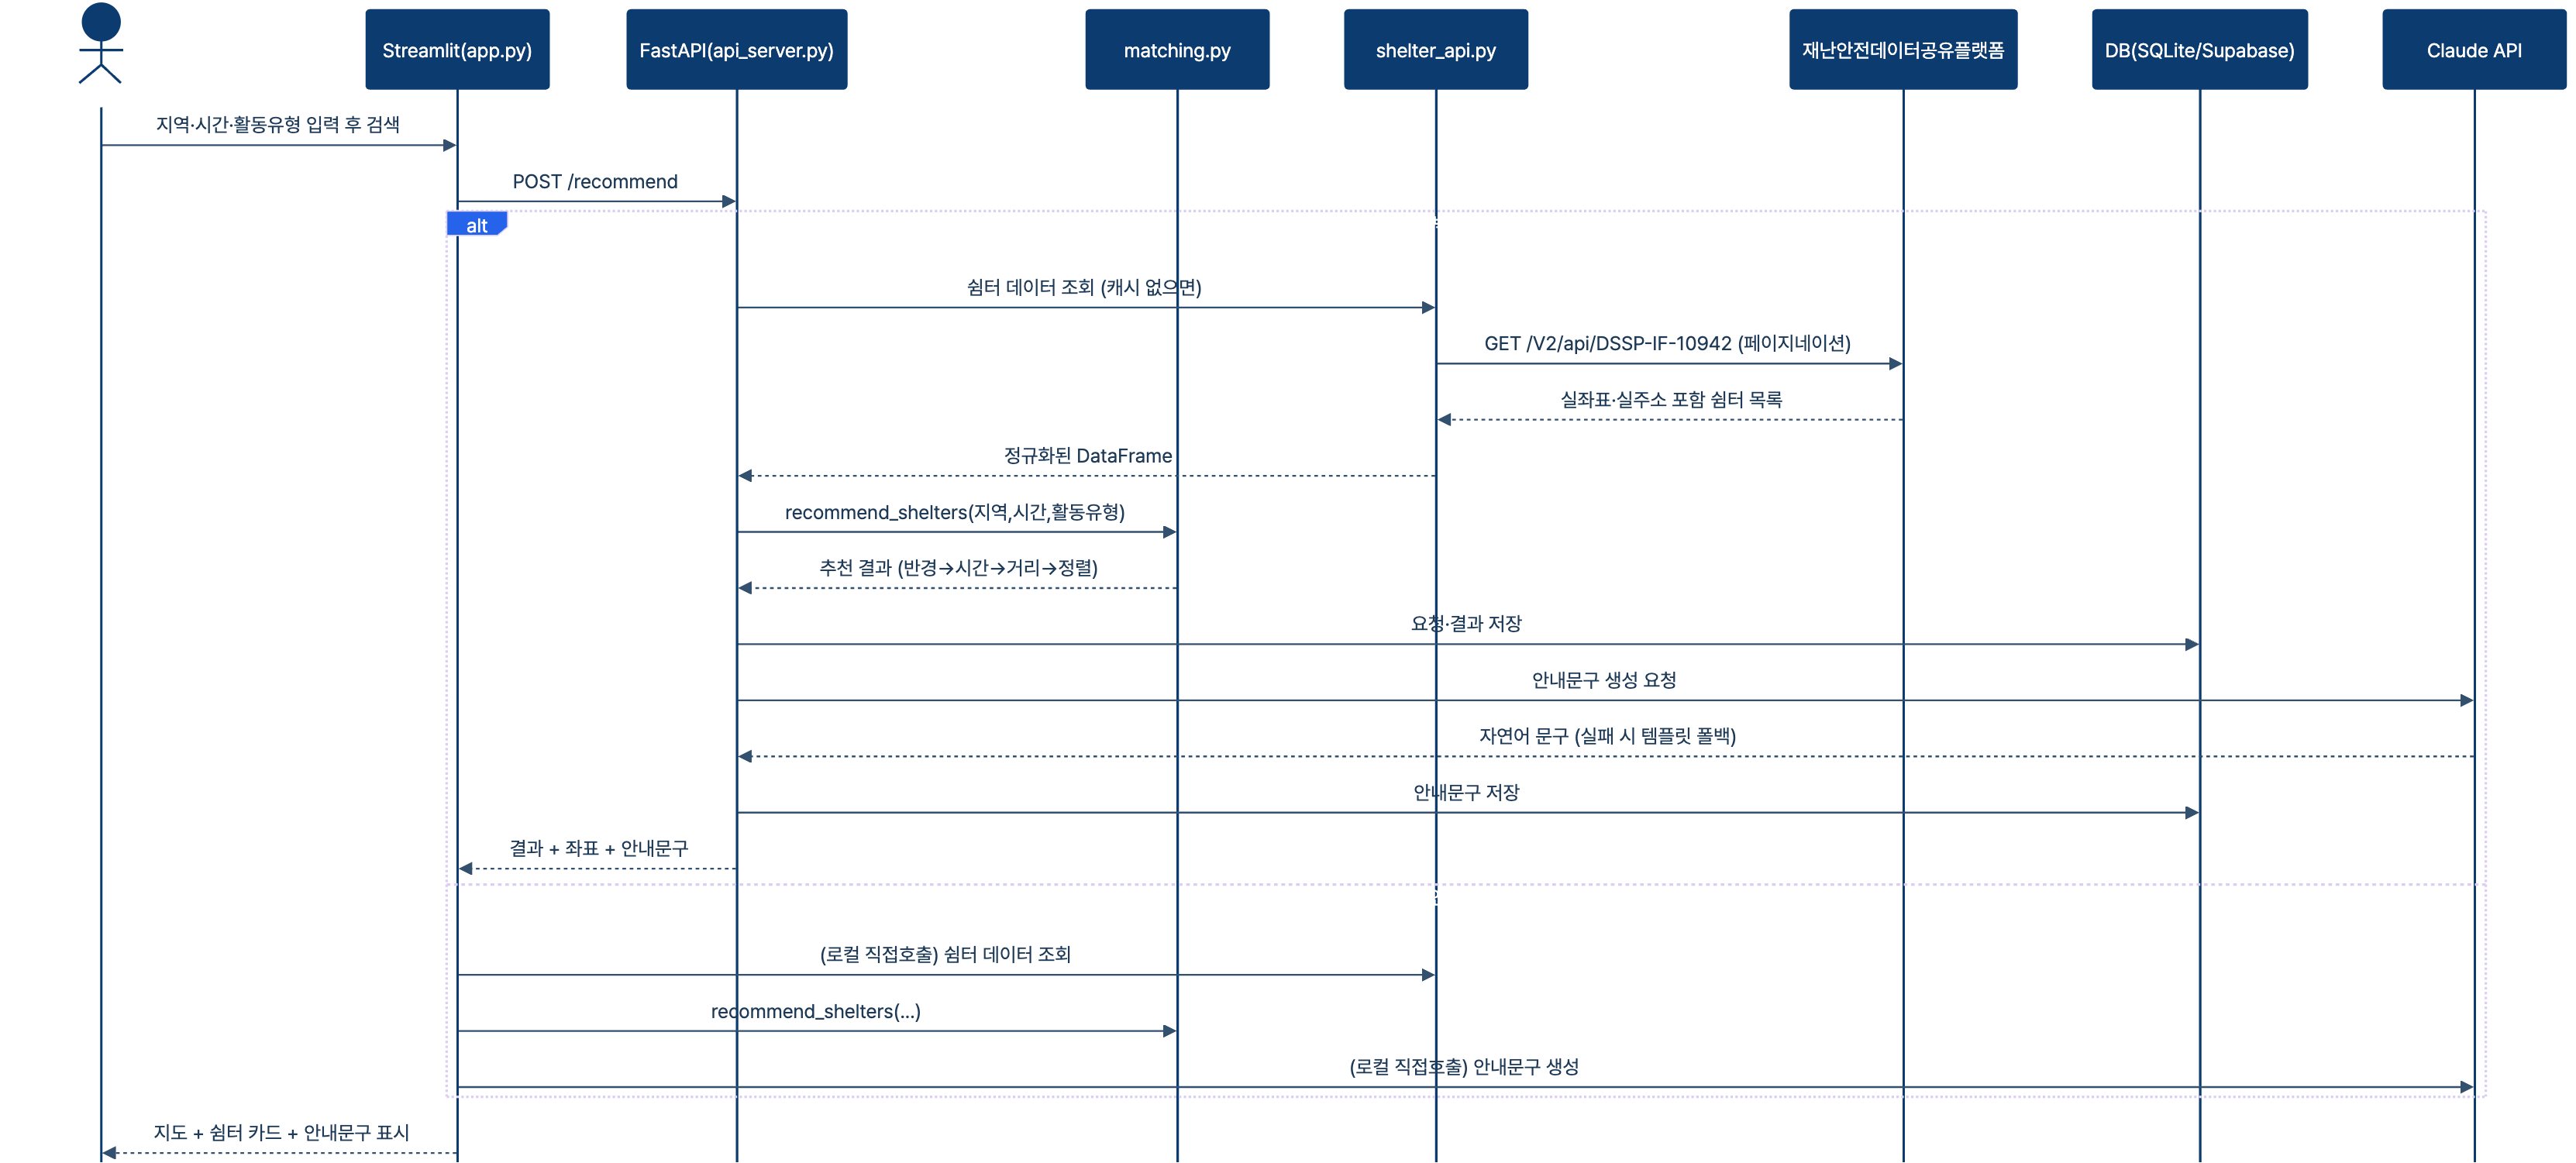 Streamlit(app.py)
FastAPI(api_server.py)
matching.py
shelter_api.py
재난안전데이터공유플랫폼
DB(SQLite/Supabase)
Claude API
지역·시간·활동유형 입력 후 검색
POST /recommend
alt
쉼터 데이터 조회 (캐시 없으면)
GET /V2/api/DSSP-IF-10942 (페이지네이션)
실좌표·실주소 포함 쉼터 목록
정규화된 DataFrame
recommend_shelters(지역,시간,활동유형)
추천 결과 (반경→시간→거리→정렬)
요청·결과 저장
안내문구 생성 요청
자연어 문구 (실패 시 템플릿 폴백)
안내문구 저장
결과 + 좌표 + 안내문구
(로컬 직접호출) 쉼터 데이터 조회
recommend_shelters(...)
(로컬 직접호출) 안내문구 생성
지도 + 쉼터 카드 + 안내문구 표시